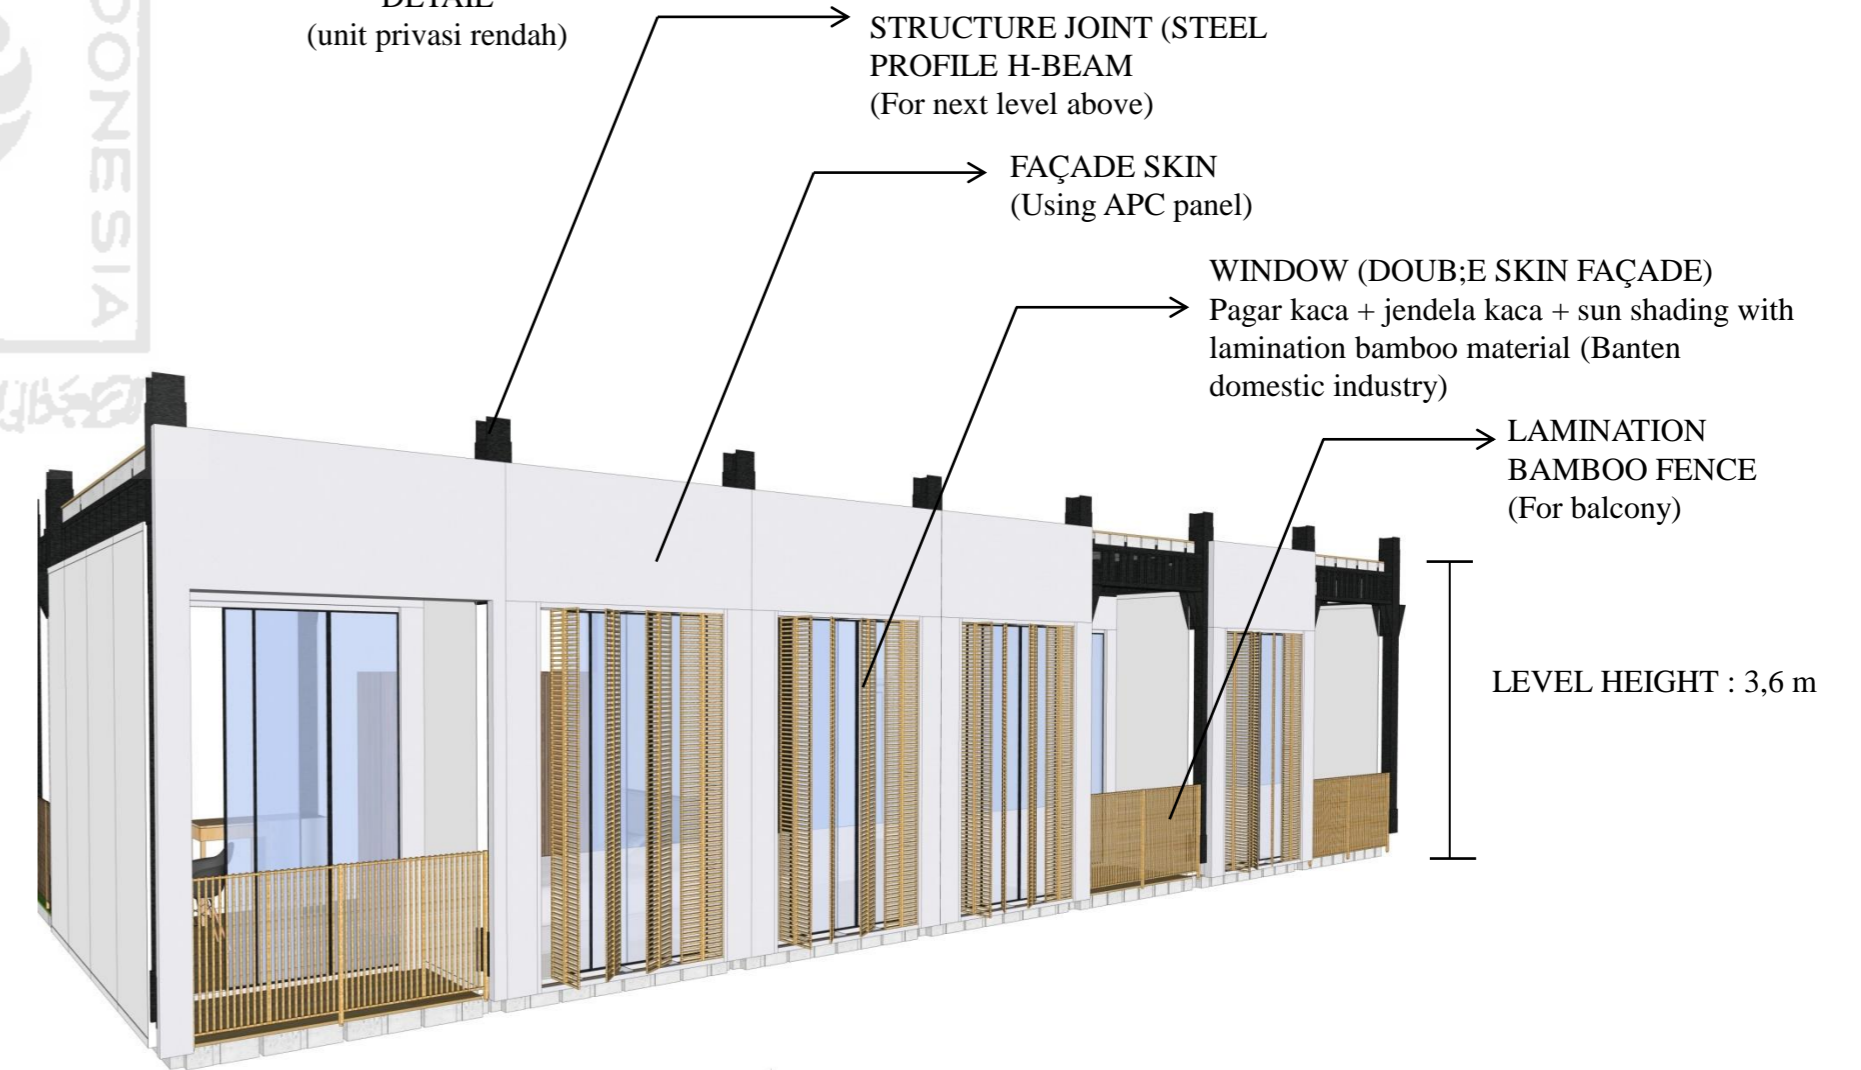 DETAIL
(unit privasi rendah)
STRUCTURE JOINT (STEEL
PROFILE H-BEAM
(For next level above)
FAÇADE SKIN
(Using APC panel)
WINDOW (DOUB;E SKIN FAÇADE)
Pagar kaca + jendela kaca + sun shading with
lamination bamboo material (Banten
domestic industry)
LAMINATION
BAMBOO FENCE
(For balcony)
LEVEL HEIGHT : 3,6 m
DONESIA